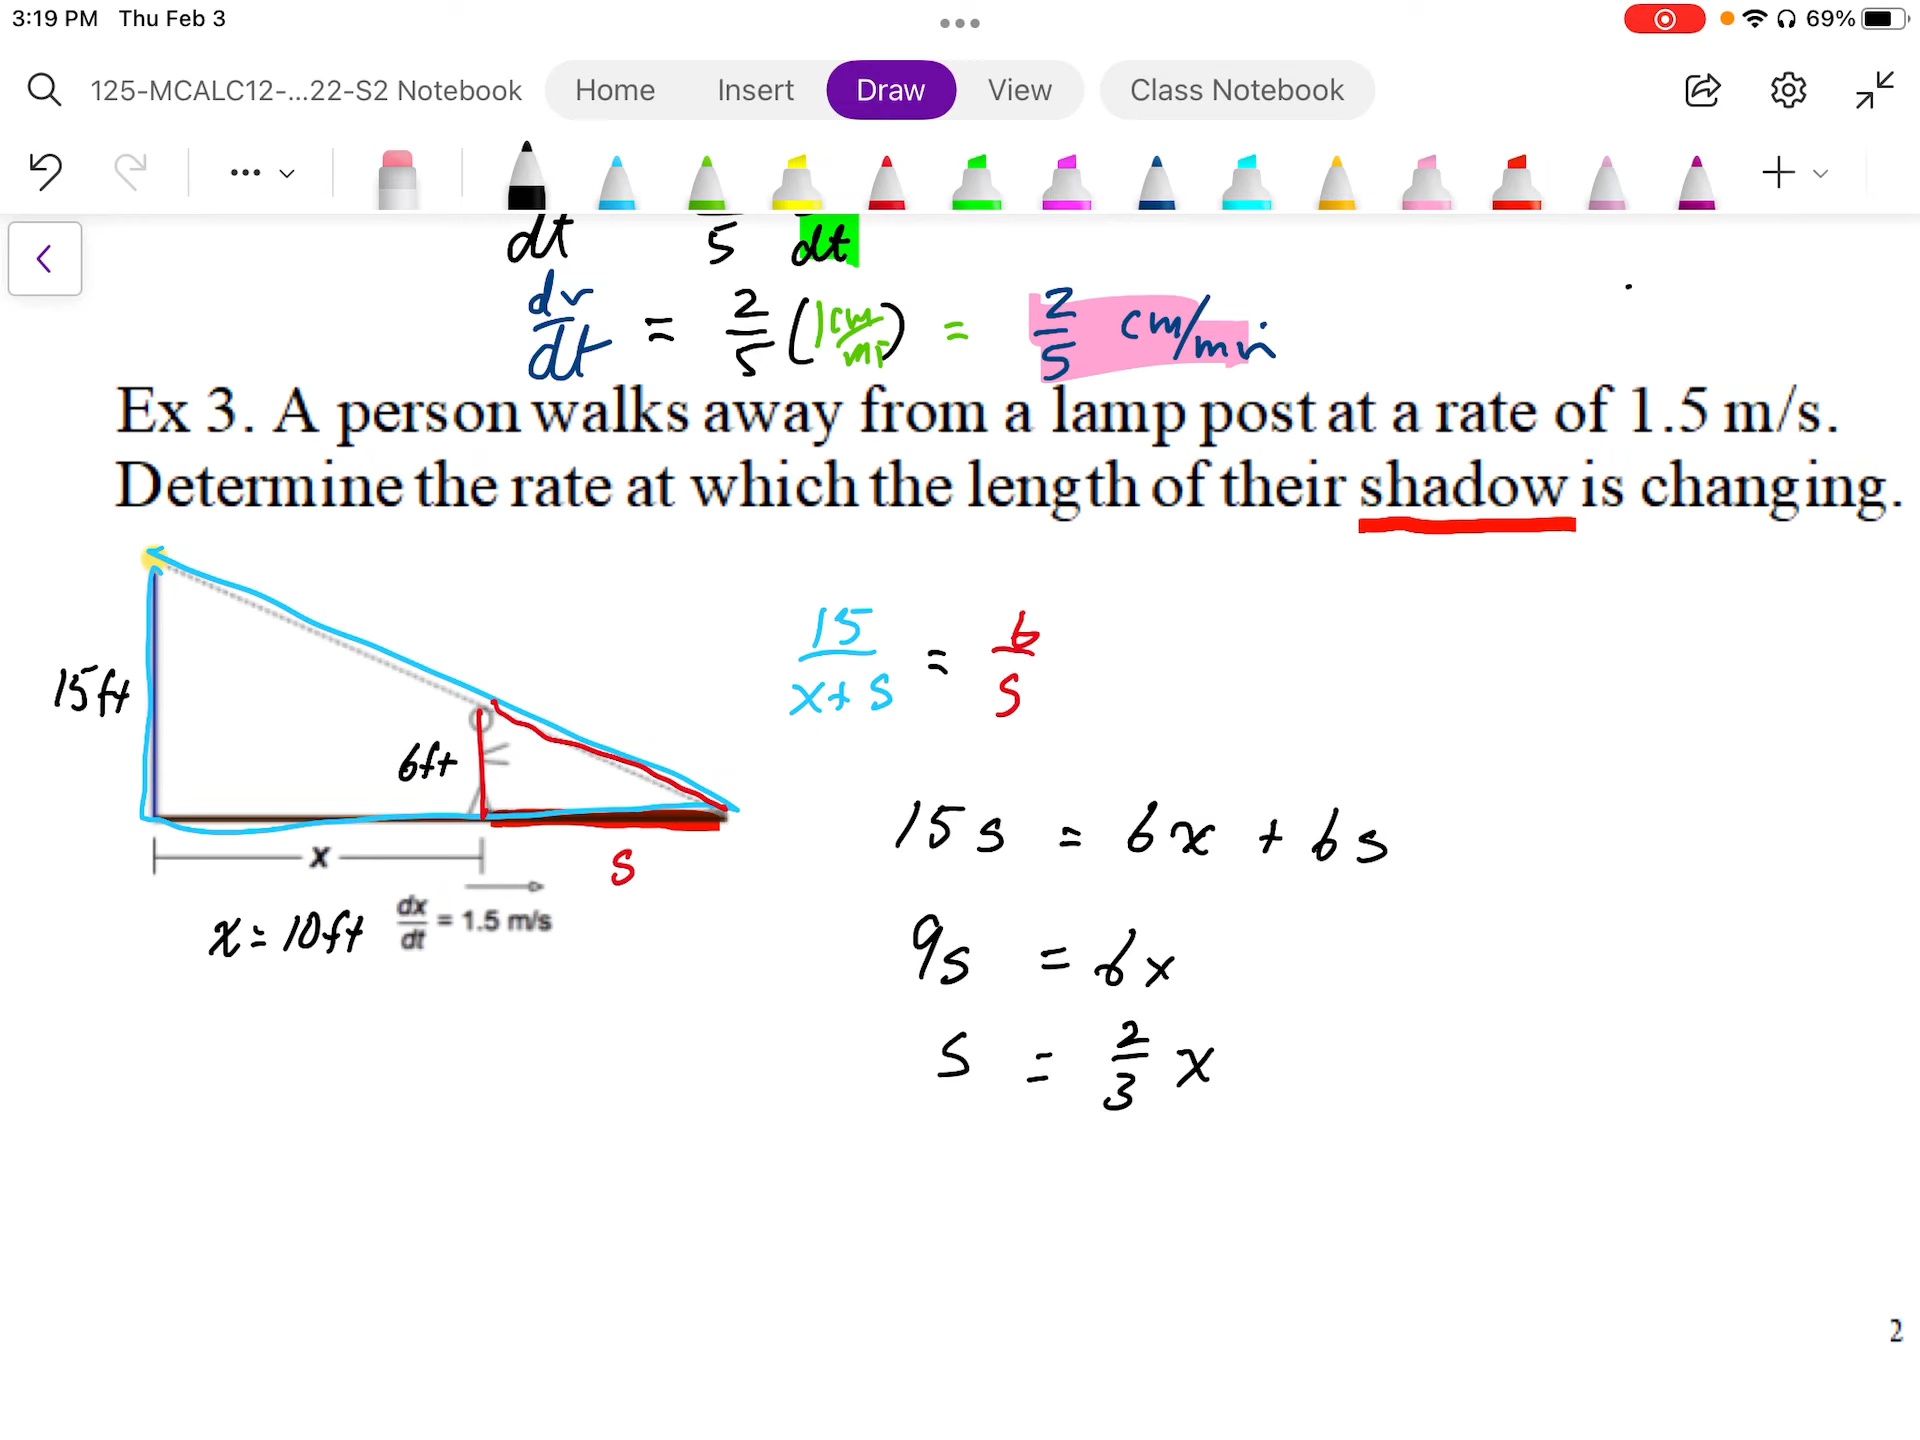 3:19 PM Thu Feb 3
69%
125-MCALC12-...22-S2 Notebook Home Insert Draw View Class Notebook
dt 5 dt
dr/dt = 2/5 (1 cm/ ) = 2/5 cm/min
Ex 3. A person walks away from a lamp post at a rate of 1.5 m/s.
Determine the rate at which the length of their shadow is changing.
15/x+s = 6/s
15ft
6ft
15s = 6x + 6s
x
s
x = 10ft dx/dt = 1.5 m/s
9s = 6x
s = 2/3 x
2